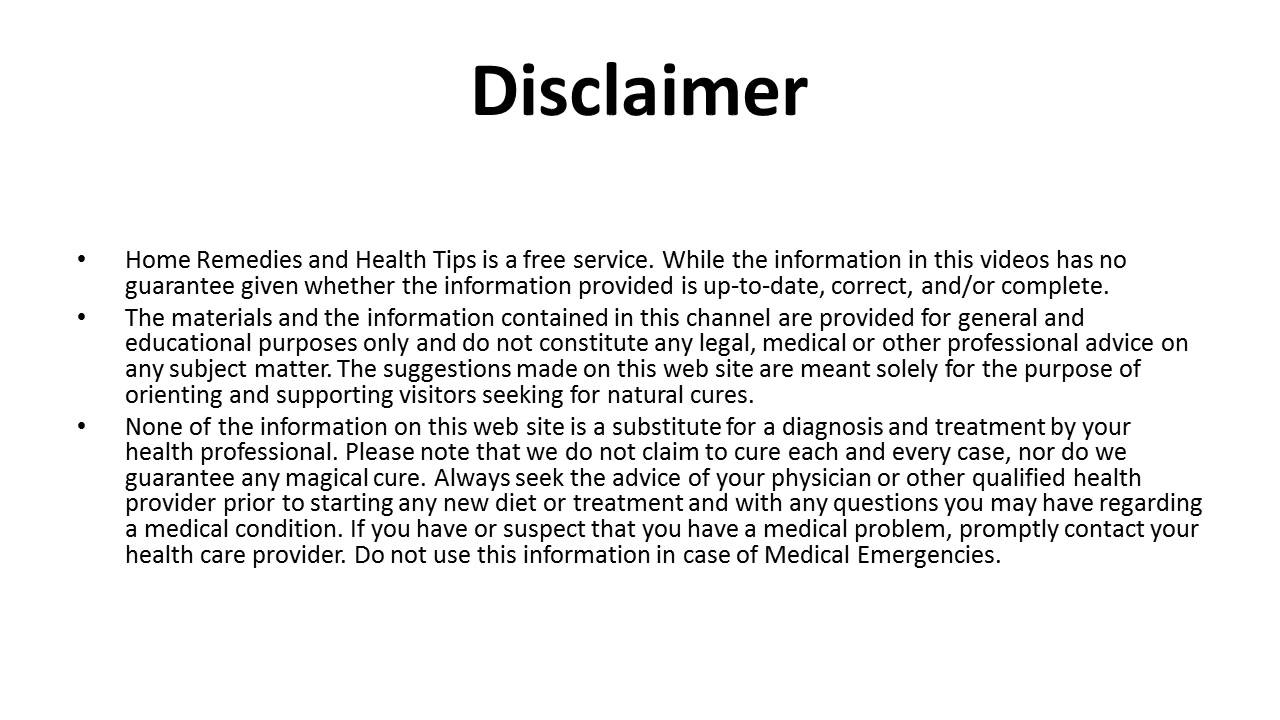 Disclaimer
• Home Remedies and Health Tips is a free service. While the information in this videos has no
guarantee given whether the information provided is up-to-date, correct, and/or complete.
• The materials and the information contained in this channel are provided for general and
educational purposes only and do not constitute any legal, medical or other professional advice on
any subject matter. The suggestions made on this web site are meant solely for the purpose of
orienting and supporting visitors seeking for natural cures.
• None of the information on this web site is a substitute for a diagnosis and treatment by your
health professional. Please note that we do not claim to cure each and every case, nor do we
guarantee any magical cure. Always seek the advice of your physician or other qualified health
provider prior to starting any new diet or treatment and with any questions you may have regarding
a medical condition. If you have or suspect that you have a medical problem, promptly contact your
health care provider. Do not use this information in case of Medical Emergencies.